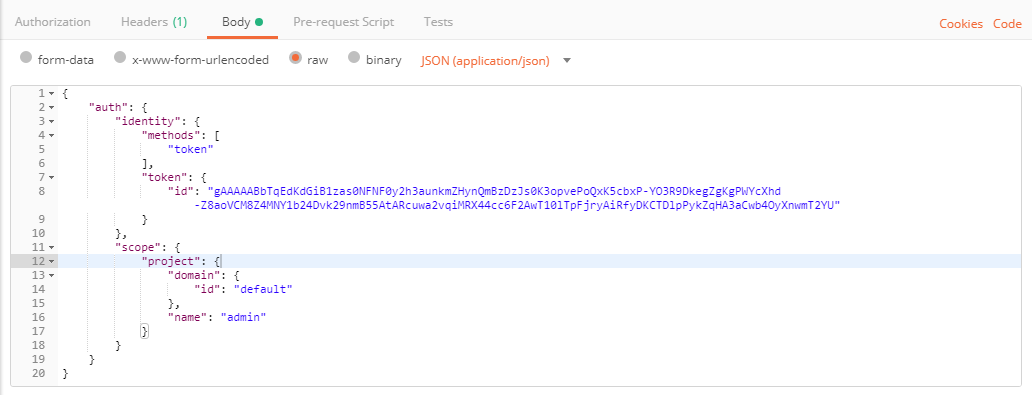 Authorization Headers (1) Body Pre-request Script Tests Cookies Code
form-data x-www-form-urlencoded raw binary JSON (application/json)
1 {
2 "auth": {
3 "identity": {
4 "methods": [
5 "token"
6 ],
7 "token": {
8 "id": "gAAAAABbTqEdKdGiB1zas0NFNF0y2h3aunkmZHynQmBzDzJs0K3opvePoQxK5cbxP-YO3R9DkegZgKgPWYcXhd
-Z8aoVCM8Z4MNY1b24Dvk29nmB55AtARcuwa2vqiMRX44cc6F2AwT10lTpFjryAiRfyDKCTDlpPykZqHA3aCwb4OyXnwmT2YU"
9 }
10 },
11 "scope": {
12 "project": {
13 "domain": {
14 "id": "default"
15 },
16 "name": "admin"
17 }
18 }
19 }
20 }